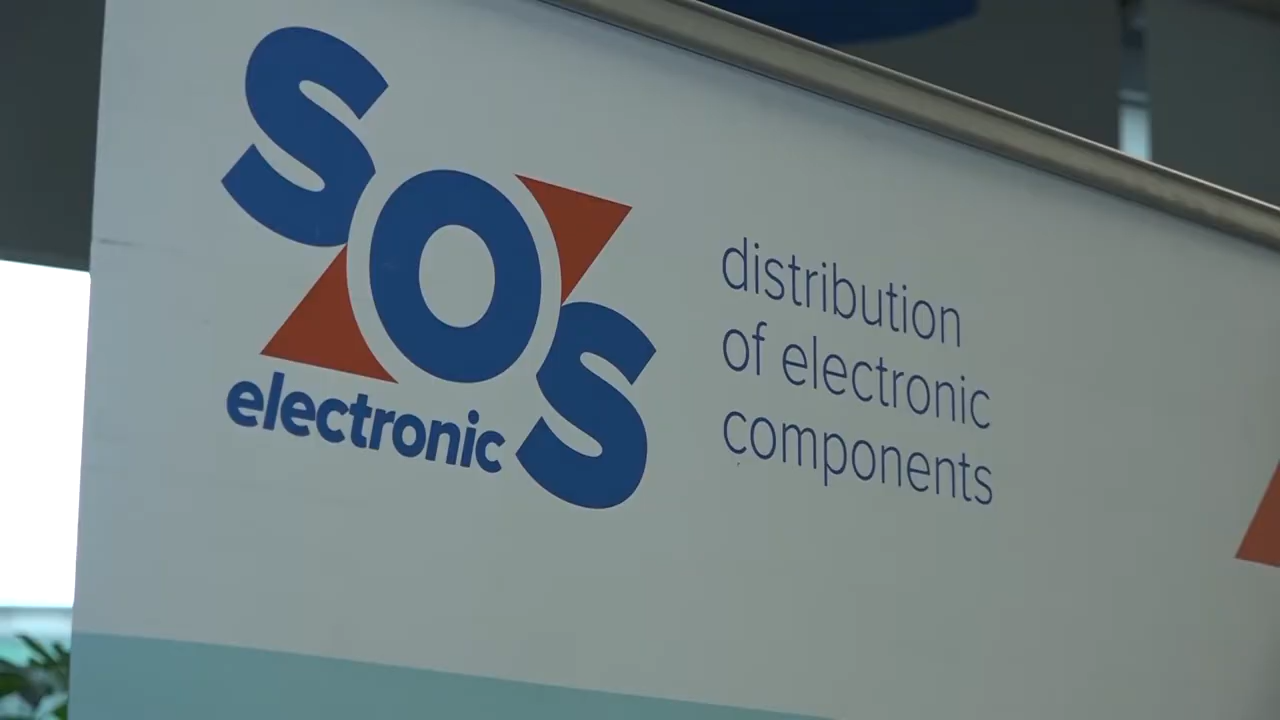 SOS
electronic
distribution
of electronic
components